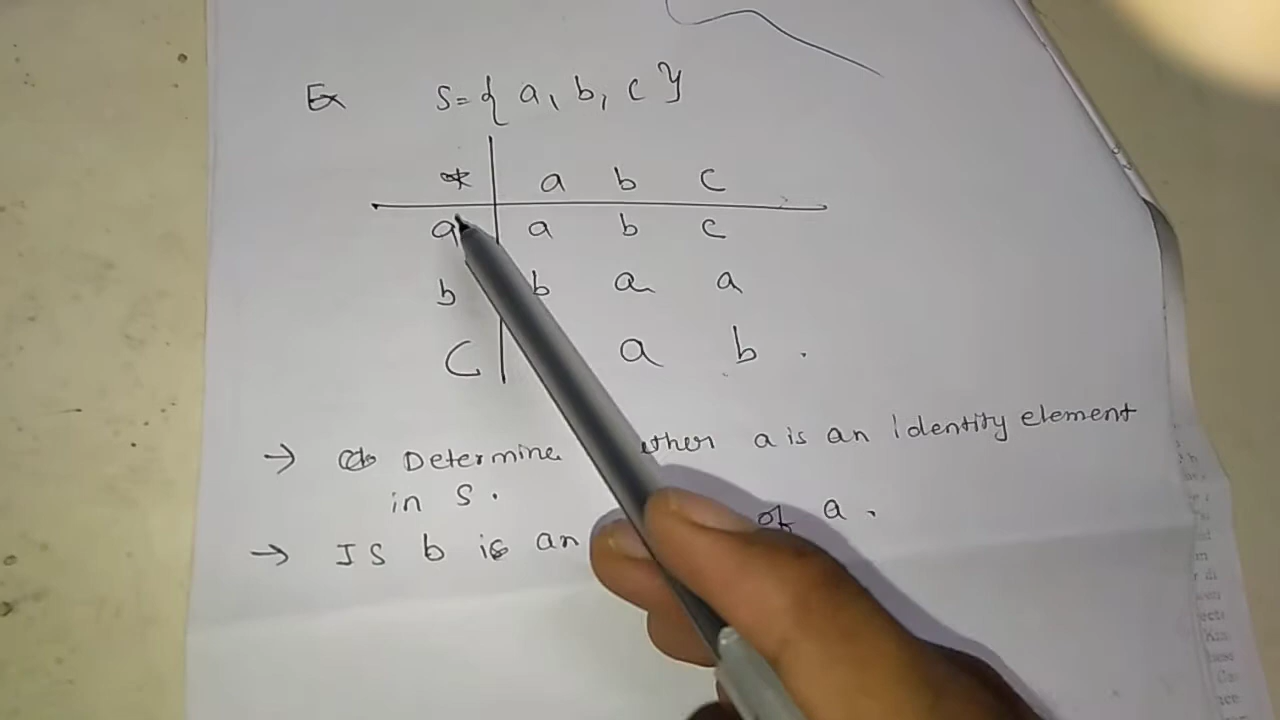 Ex S={ a, b, c }
* a b c
a a b c
b b a a
C a b .
→ Determine ether a is an Identity element
in S.
→ IS b is an of a.